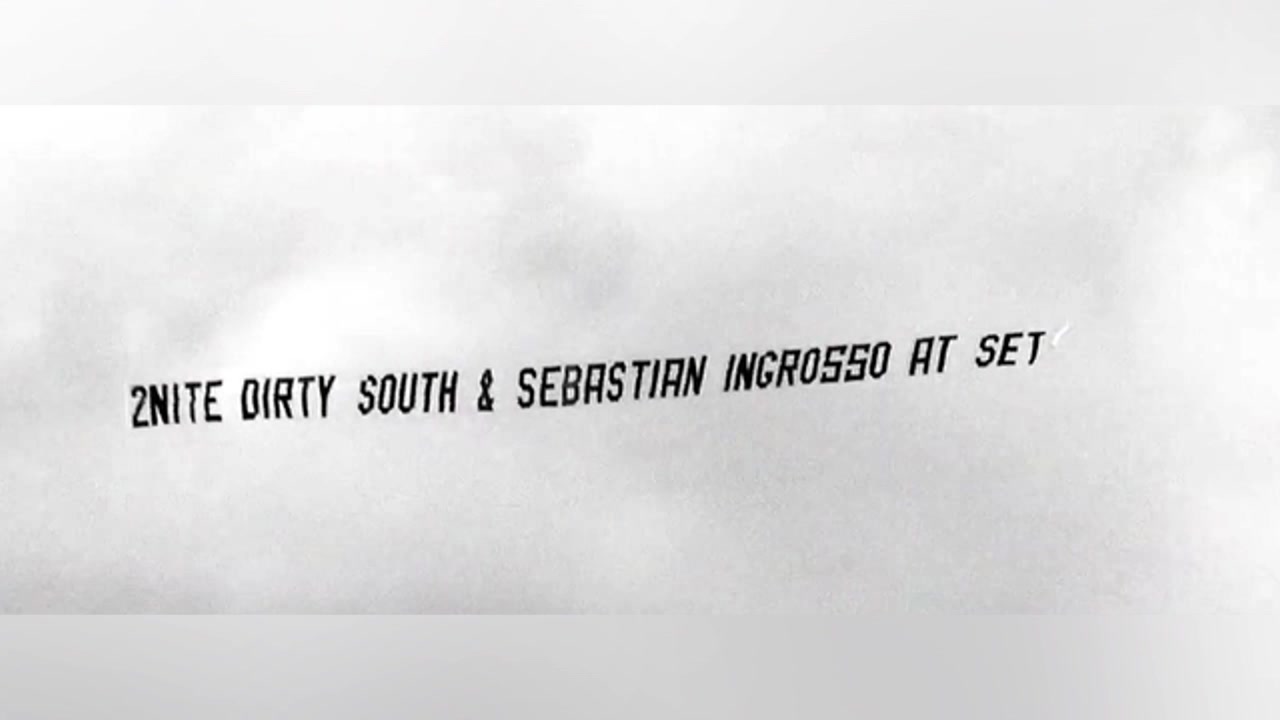 2NITE DIRTY SOUTH & SEBASTIAN INGROSSO AT SET